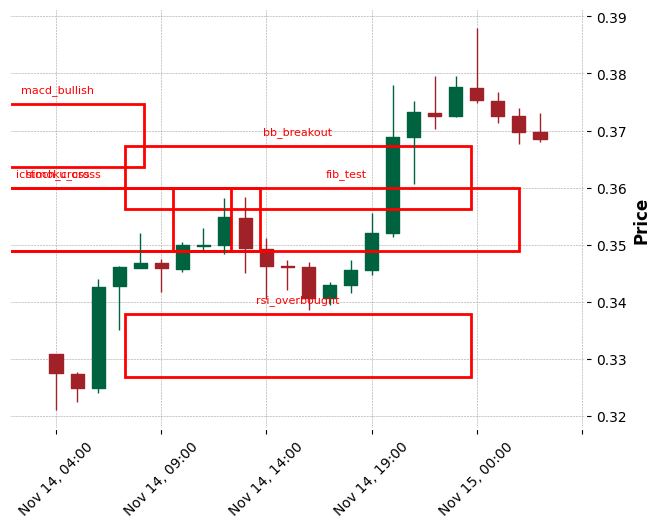 0.39
0.38
macd_bullish
0.37
bb_breakout
fib_test
0.36
0.35
Price
0.34
rsi_overbought
0.33
0.32
Nov 14, 04:00
Nov 14, 09:00
Nov 14, 14:00
Nov 14, 19:00
Nov 15, 00:00